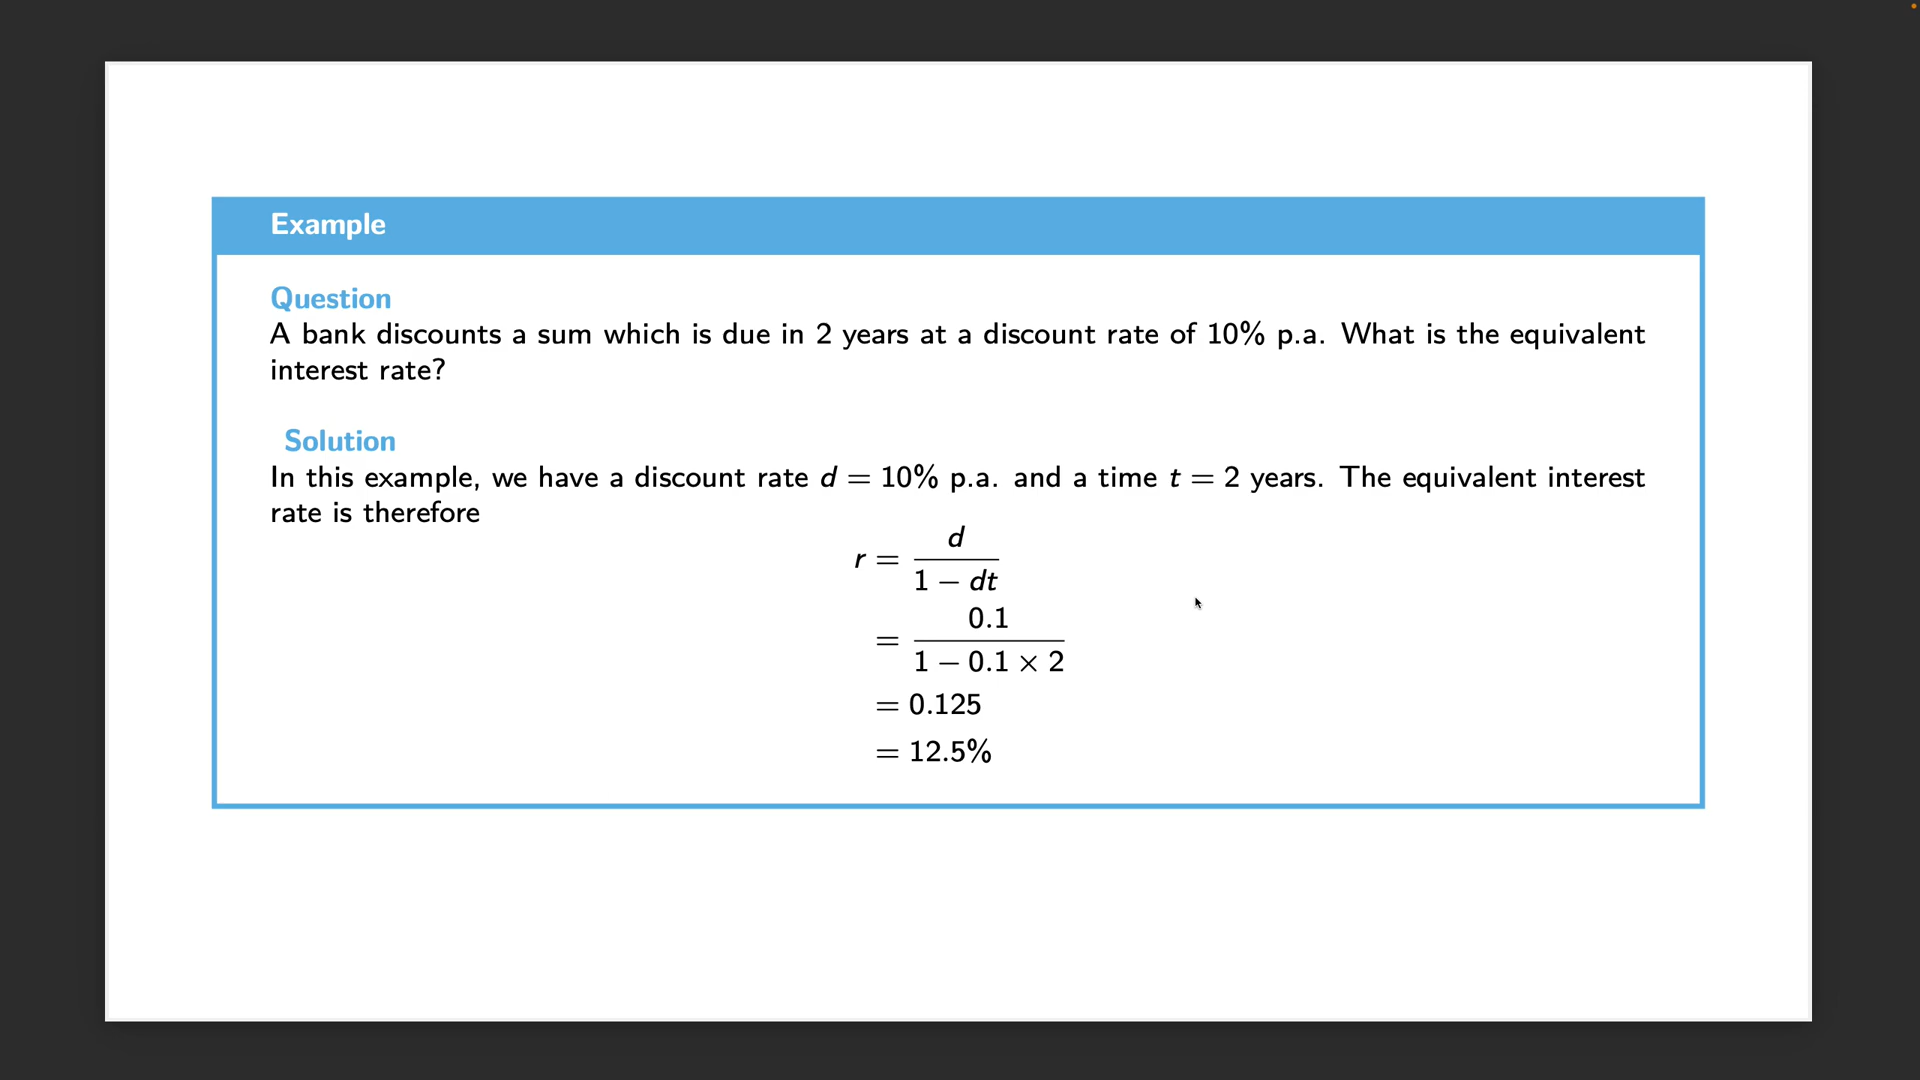 Example
Question
A bank discounts a sum which is due in 2 years at a discount rate of 10% p.a. What is the equivalent
interest rate?
Solution
In this example, we have a discount rate d = 10% p.a. and a time t = 2 years. The equivalent interest
rate is therefore
r = d / (1 − dt)
= 0.1 / (1 − 0.1 × 2)
= 0.125
= 12.5%